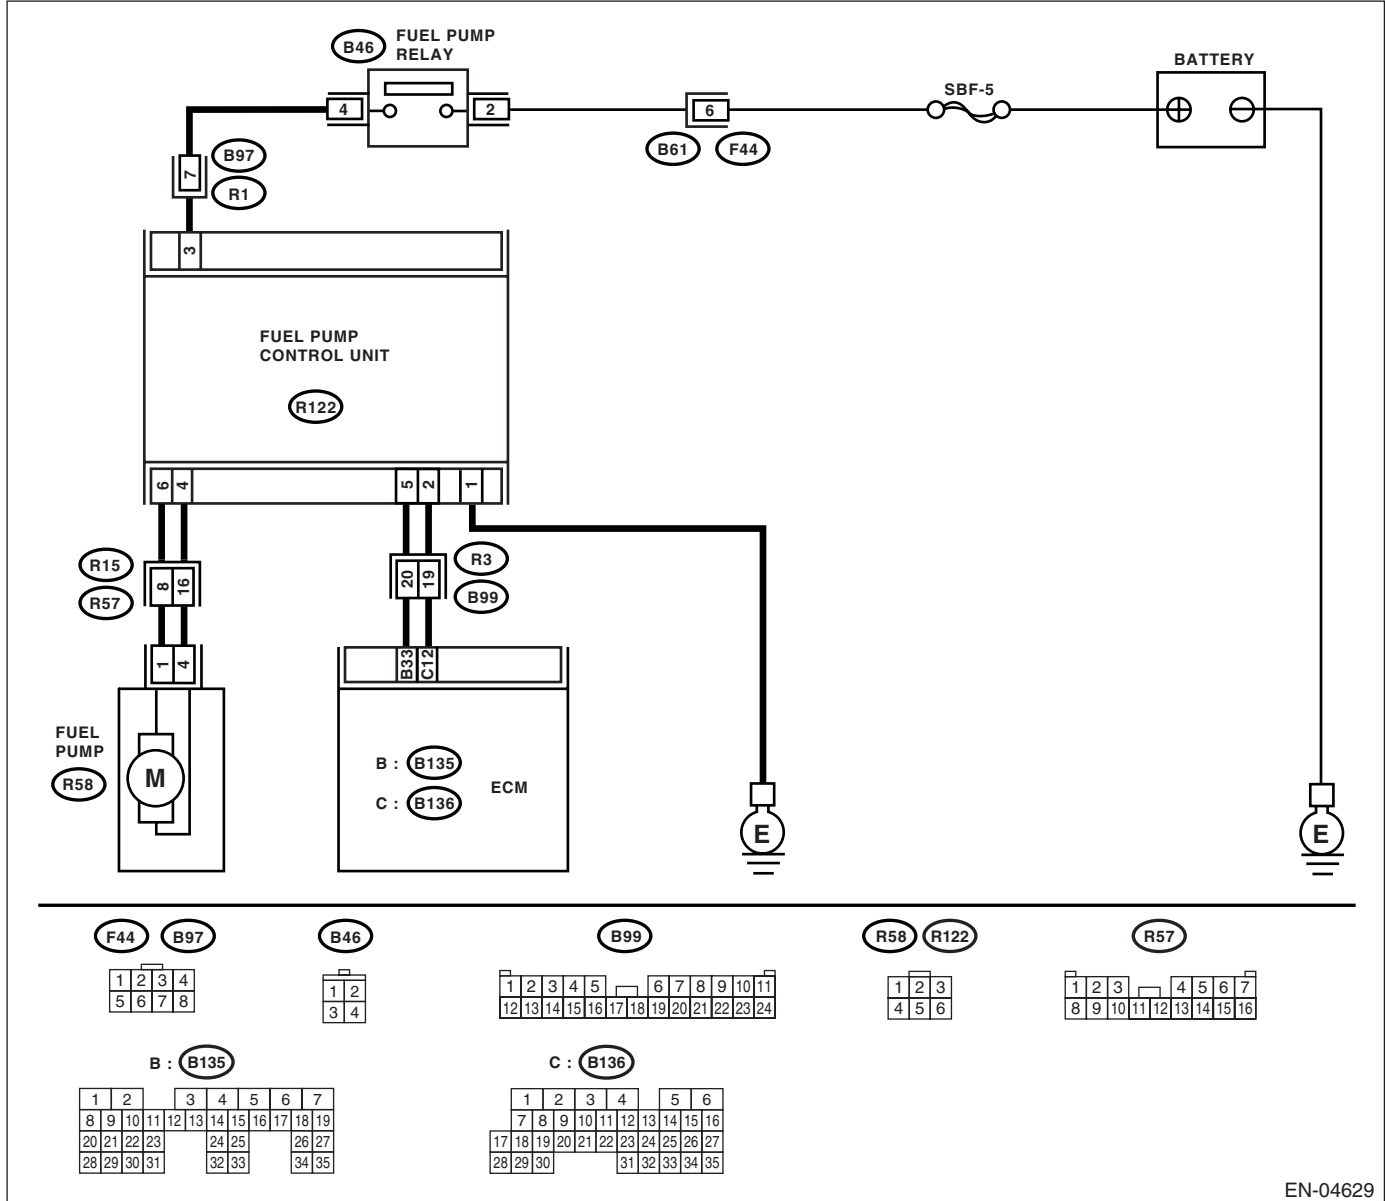 B46
FUEL PUMP
RELAY
BATTERY
SBF-5
4
2
6
B61
F44
B97
R1
7
3
FUEL PUMP
CONTROL UNIT
R122
6 4
5 2 1
R15
R57
8 16
R3
B99
20 19
1 4
B33 C12
FUEL
PUMP
R58
M
B : B135
C : B136
ECM
E
E
F44 B97
1 2 3 4
5 6 7 8
B46
1 2
3 4
B99
1 2 3 4 5 6 7 8 9 10 11
12 13 14 15 16 17 18 19 20 21 22 23 24
R58 R122
1 2 3
4 5 6
R57
1 2 3 4 5 6 7
8 9 10 11 12 13 14 15 16
B : B135
1 2 3 4 5 6 7
8 9 10 11 12 13 14 15 16 17 18 19
20 21 22 23 24 25 26 27
28 29 30 31 32 33 34 35
C : B136
1 2 3 4 5 6
7 8 9 10 11 12 13 14 15 16
17 18 19 20 21 22 23 24 25 26 27
28 29 30 31 32 33 34 35
EN-04629